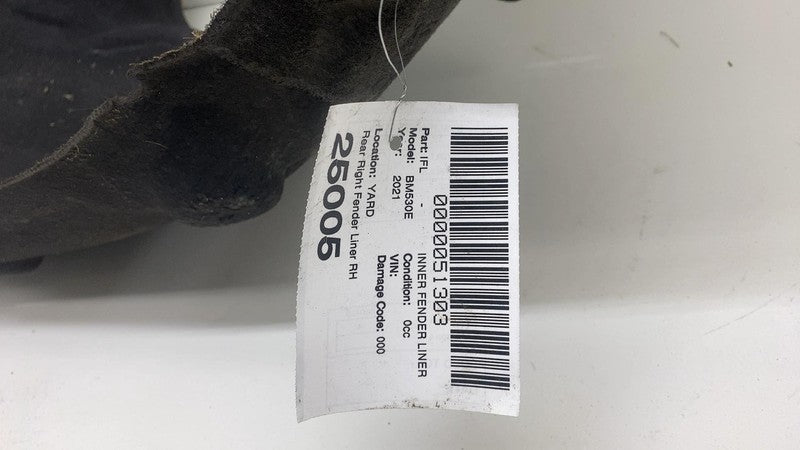 0000051303
Part: IFL - INNER FENDER LINER
Model: BM530E Condition: 0cc
Year: 2021 VIN:
Damage Code: 000
Location: YARD
Rear Right Fender Liner RH
25005